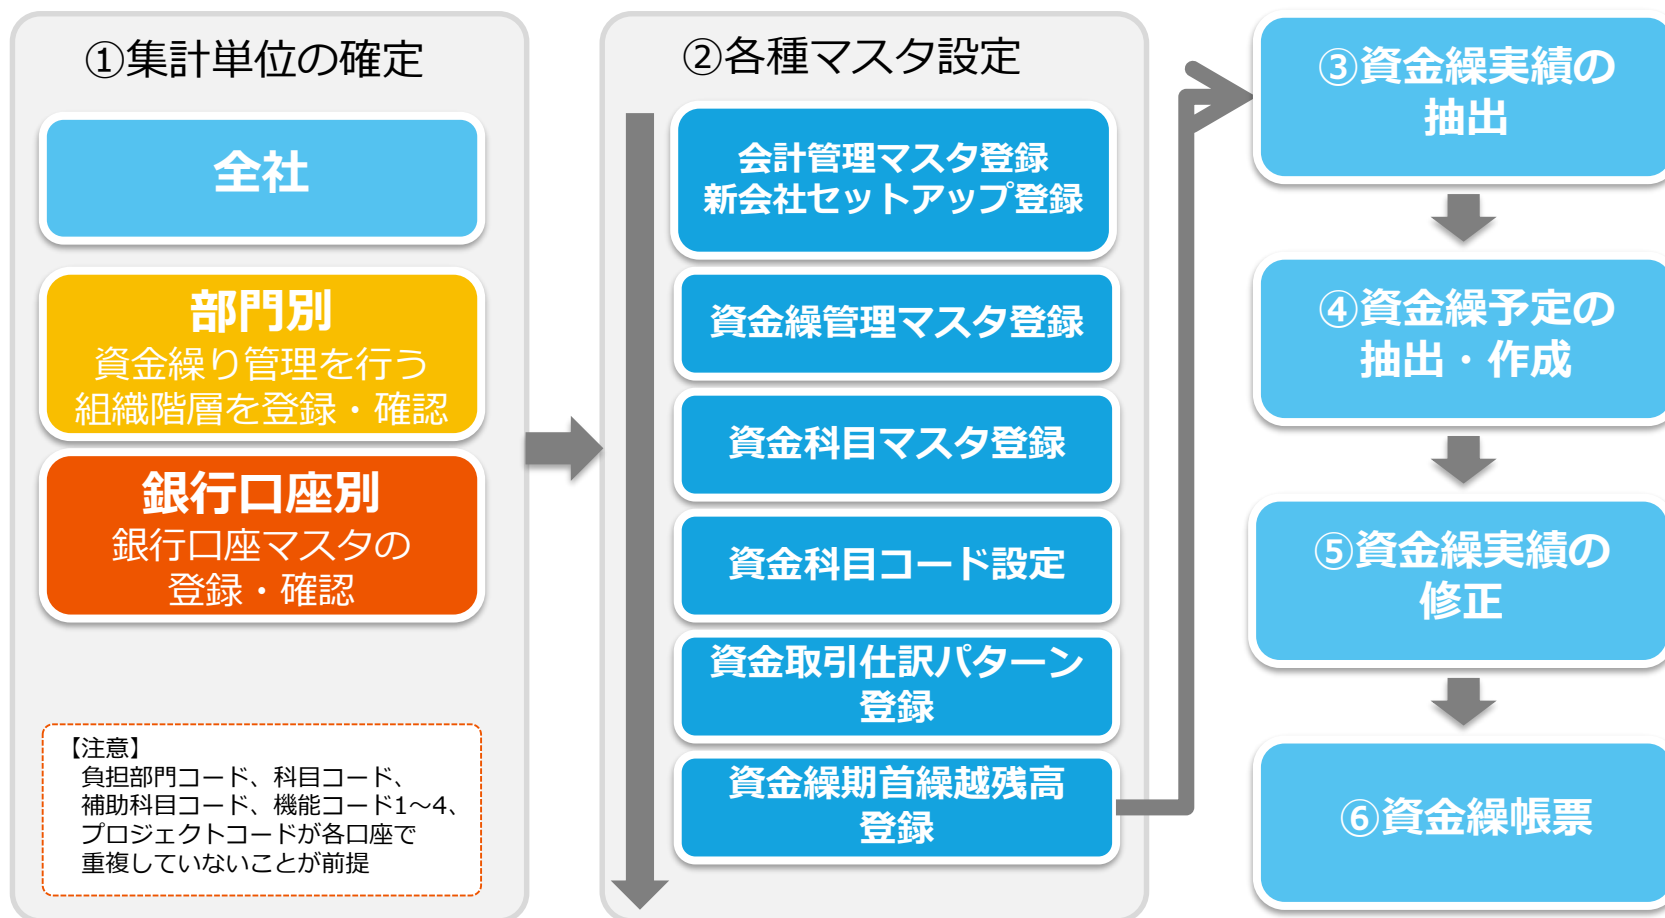 ①集計単位の確定
全社
部門別
資金繰り管理を行う
組織階層を登録・確認
銀行口座別
銀行口座マスタの
登録・確認
【注意】
負担部門コード、科目コード、
補助科目コード、機能コード1～4、
プロジェクトコードが各口座で
重複していないことが前提
②各種マスタ設定
会計管理マスタ登録
新会社セットアップ登録
資金繰管理マスタ登録
資金科目マスタ登録
資金科目コード設定
資金取引仕訳パターン
登録
資金繰期首繰越残高
登録
③資金繰実績の
抽出
④資金繰予定の
抽出・作成
⑤資金繰実績の
修正
⑥資金繰帳票